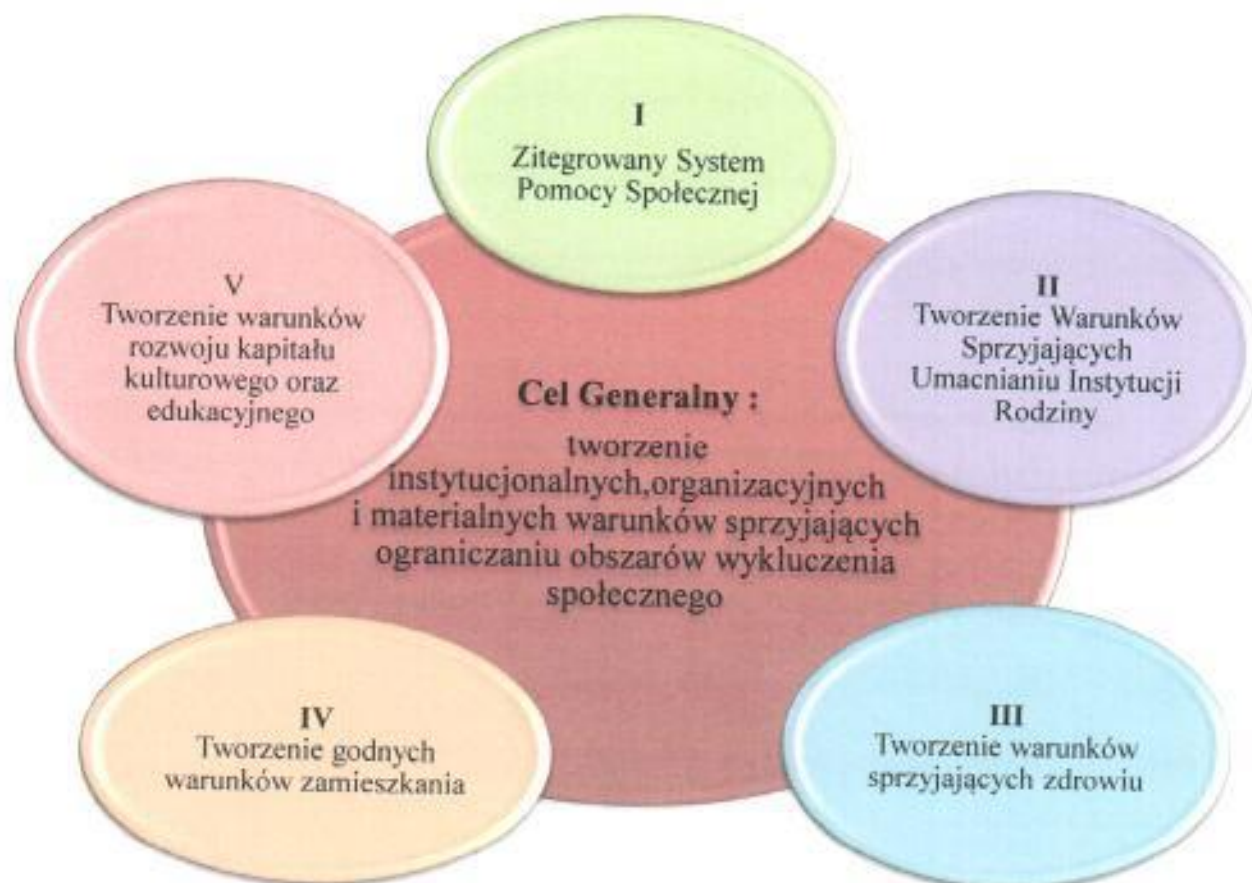 I
Zitegrowany System
Pomocy Społecznej
II
Tworzenie Warunków
Sprzyjających
Umacnianiu Instytucji
Rodziny
III
Tworzenie warunków
sprzyjających zdrowiu
IV
Tworzenie godnych
warunków zamieszkania
V
Tworzenie warunków
rozwoju kapitału
kulturowego oraz
edukacyjnego
Cel Generalny :
tworzenie
instytucjonalnych,organizacyjnych
i materialnych warunków sprzyjających
ograniczaniu obszarów wykluczenia
społecznego